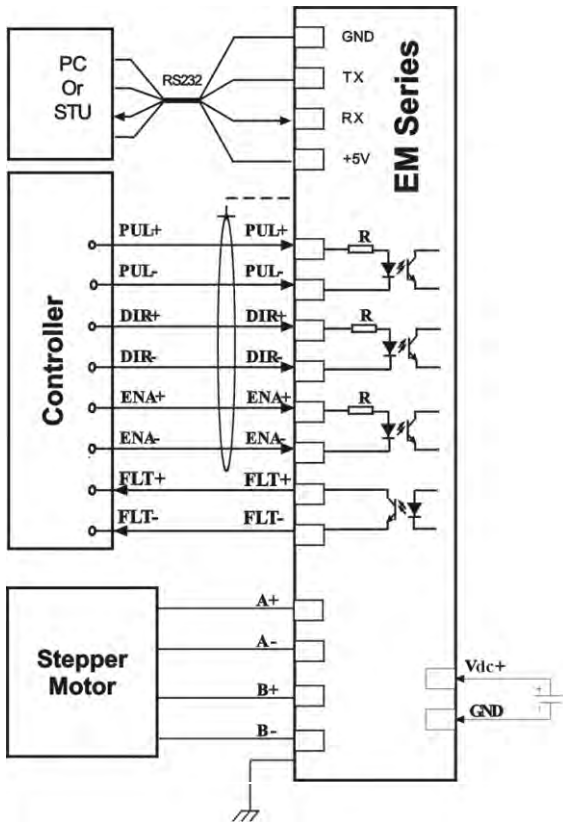 PC
Or
STU
RS232
GND
TX
RX
+5V
EM Series
Controller
PUL+ PUL+
PUL- PUL-
DIR+ DIR+
DIR- DIR-
ENA+ ENA+
ENA- ENA-
FLT+ FLT+
FLT- FLT-
R
R
R
Stepper
Motor
A+
A-
B+
B-
Vdc+
GND
+
-